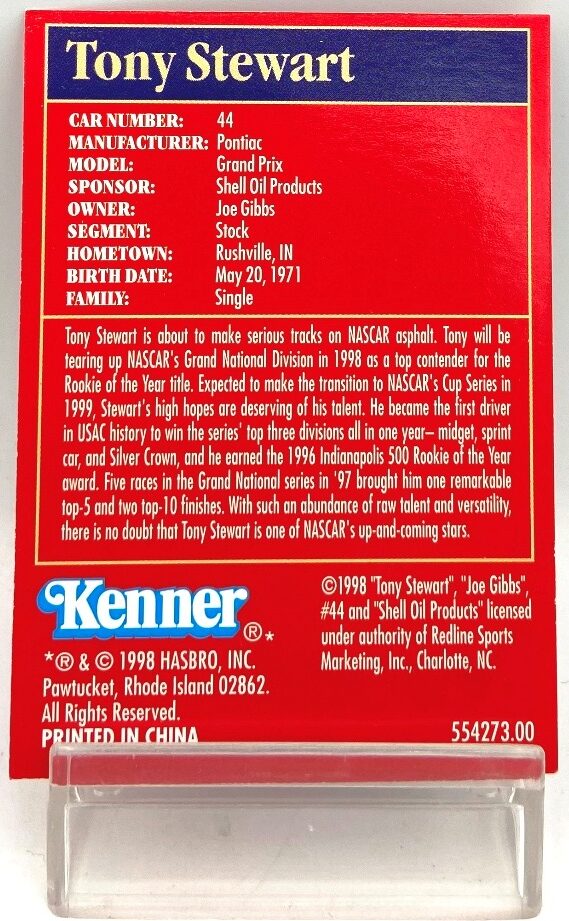 Tony Stewart
CAR NUMBER: 44
MANUFACTURER: Pontiac
MODEL: Grand Prix
SPONSOR: Shell Oil Products
OWNER: Joe Gibbs
SEGMENT: Stock
HOMETOWN: Rushville, IN
BIRTH DATE: May 20, 1971
FAMILY: Single
Tony Stewart is about to make serious tracks on NASCAR asphalt. Tony will be
tearing up NASCAR's Grand National Division in 1998 as a top contender for the
Rookie of the Year title. Expected to make the transition to NASCAR's Cup Series in
1999, Stewart's high hopes are deserving of his talent. He became the first driver
in USAC history to win the series' top three divisions all in one year– midget, sprint
car, and Silver Crown, and he earned the 1996 Indianapolis 500 Rookie of the Year
award. Five races in the Grand National series in '97 brought him one remarkable
top-5 and two top-10 finishes. With such an abundance of raw talent and versatility,
there is no doubt that Tony Stewart is one of NASCAR's up-and-coming stars.
Kenner®*
*® & © 1998 HASBRO, INC.
Pawtucket, Rhode Island 02862.
All Rights Reserved.
PRINTED IN CHINA
©1998 "Tony Stewart", "Joe Gibbs",
#44 and "Shell Oil Products" licensed
under authority of Redline Sports
Marketing, Inc., Charlotte, NC.
554273.00